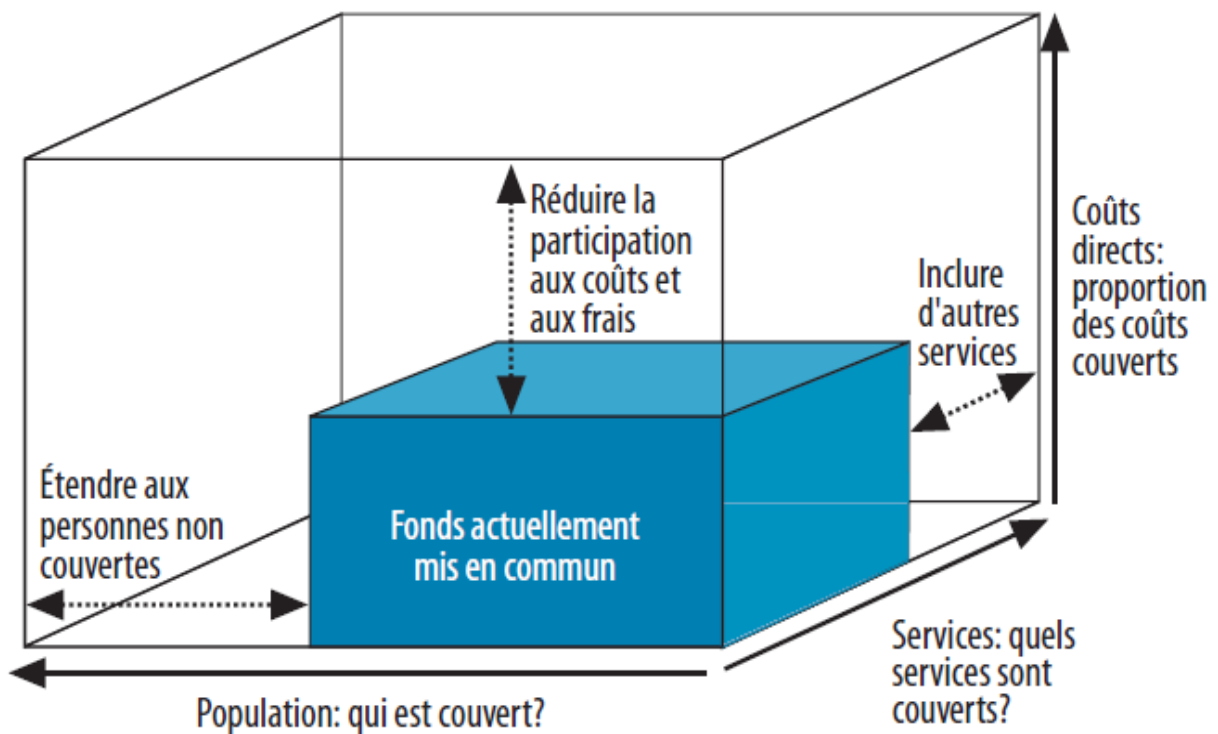 Réduire la
participation
aux coûts et
aux frais
Coûts
directs:
proportion
des coûts
couverts
Inclure
d'autres
services
Étendre aux
personnes non
couvertes
Fonds actuellement
mis en commun
Services: quels
services sont
couverts?
Population: qui est couvert?